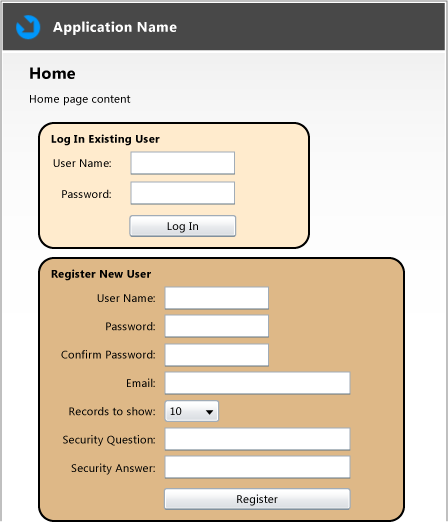 Application Name
Home
Home page content
Log In Existing User
User Name:
Password:
Log In
Register New User
User Name:
Password:
Confirm Password:
Email:
Records to show: 10
Security Question:
Security Answer:
Register